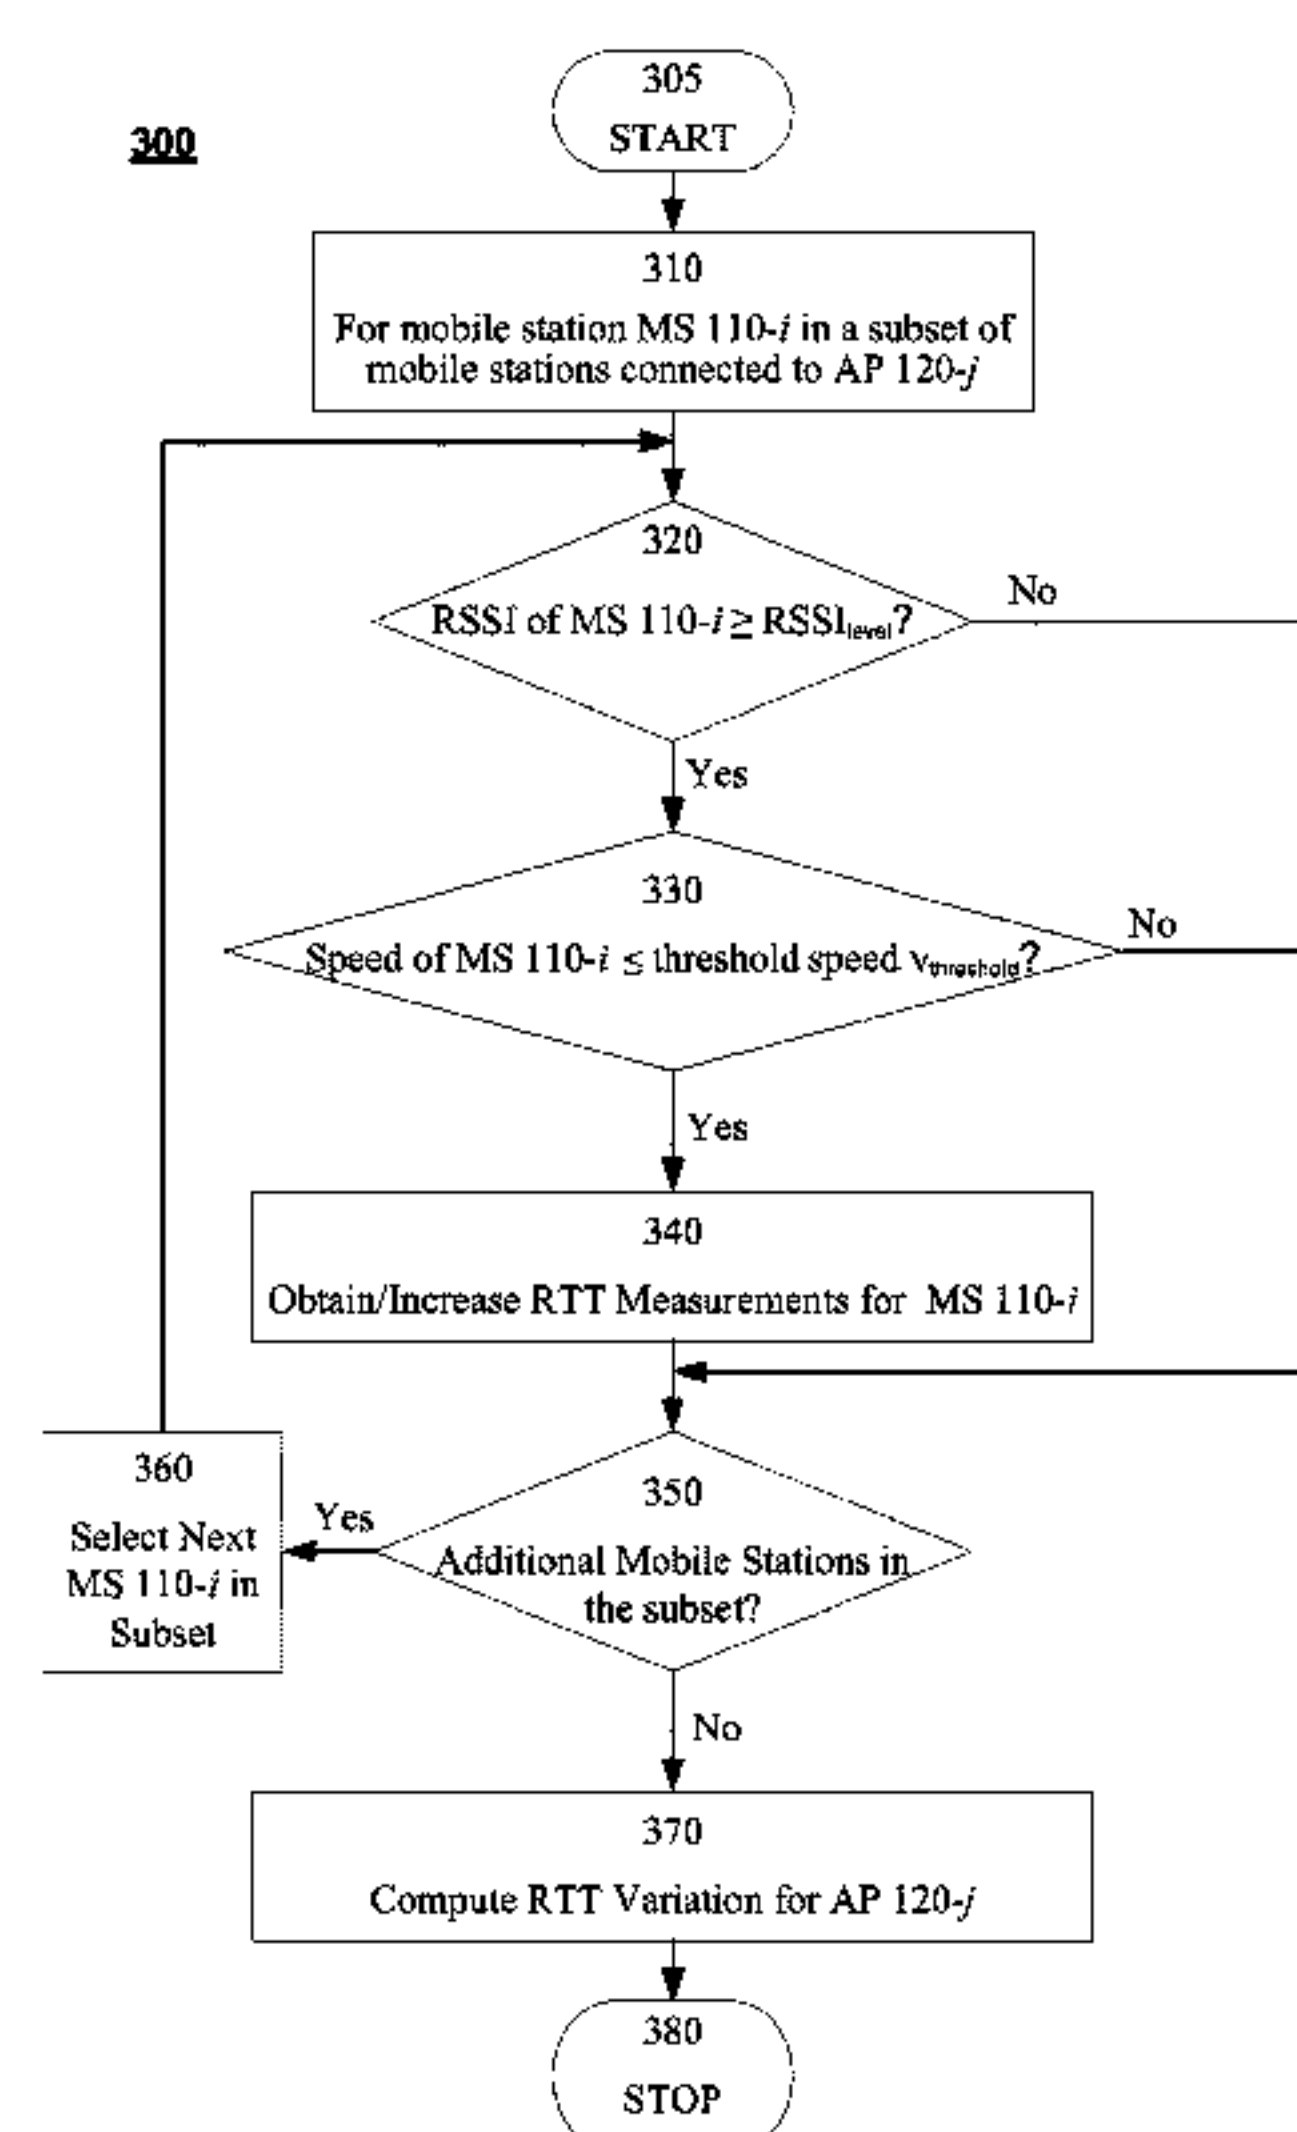 300
305
START
310
For mobile station MS 110-i in a subset of
mobile stations connected to AP 120-j
320
RSSI of MS 110-i ≥ RSSIlevel?
No
Yes
330
Speed of MS 110-i ≤ threshold speed vthreshold?
No
Yes
340
Obtain/Increase RTT Measurements for MS 110-i
350
Additional Mobile Stations in
the subset?
Yes
360
Select Next
MS 110-i in
Subset
No
370
Compute RTT Variation for AP 120-j
380
STOP